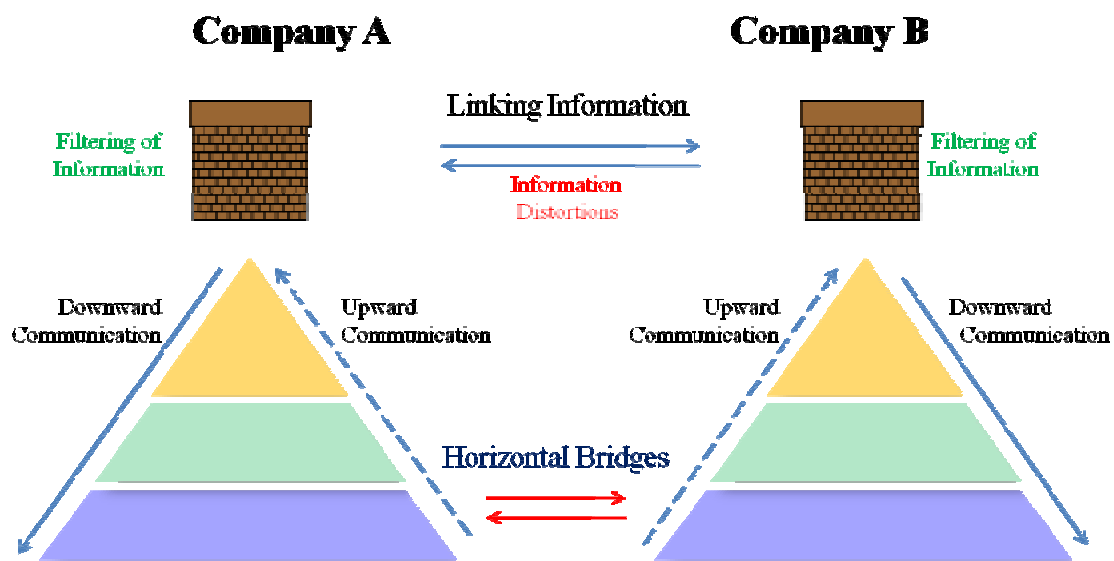 Company A
Company B
Linking Information
Filtering of
Information
Information
Distortions
Filtering of
Information
Downward
Communication
Upward
Communication
Upward
Communication
Downward
Communication
Horizontal Bridges